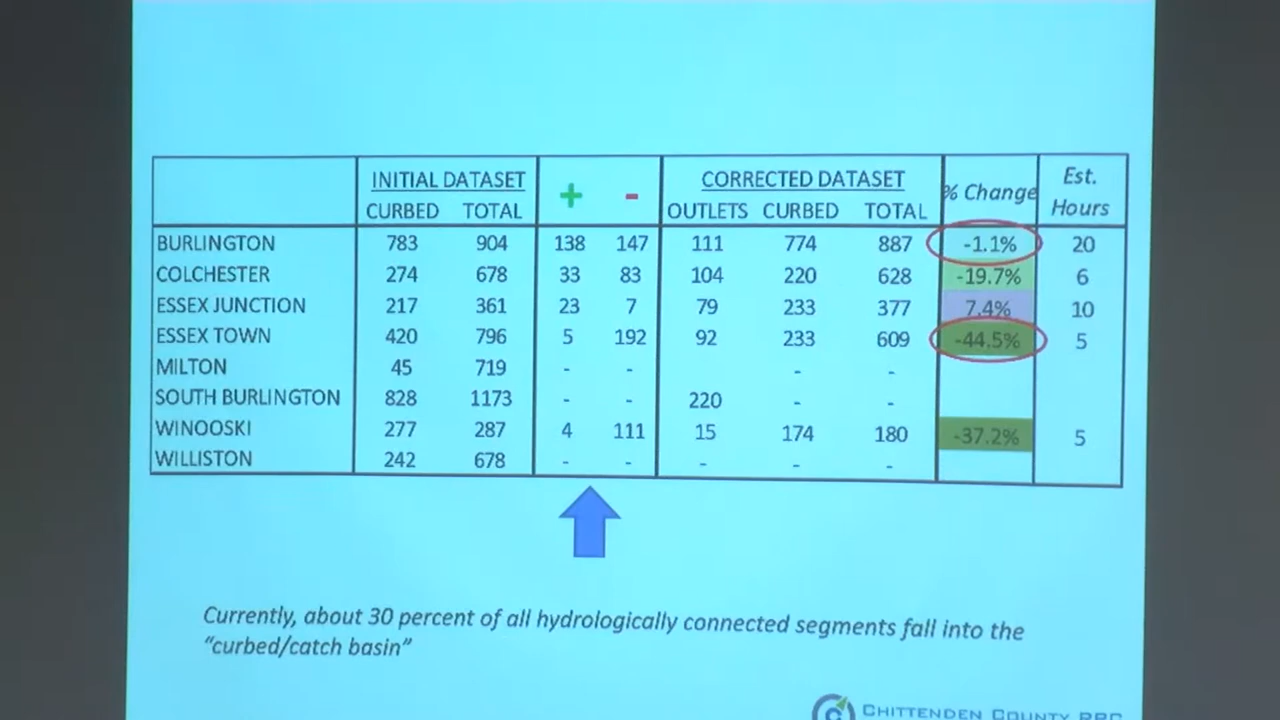 INITIAL DATASET + - CORRECTED DATASET % Change Est. Hours
CURBED TOTAL OUTLETS CURBED TOTAL
BURLINGTON 783 904 138 147 111 774 887 -1.1% 20
COLCHESTER 274 678 33 83 104 220 628 -19.7% 6
ESSEX JUNCTION 217 361 23 7 79 233 377 7.4% 10
ESSEX TOWN 420 796 5 192 92 233 609 -44.5% 5
MILTON 45 719 - - - -
SOUTH BURLINGTON 828 1173 - - 220 - -
WINOOSKI 277 287 4 111 15 174 180 -37.2% 5
WILLISTON 242 678 - - - - -
Currently, about 30 percent of all hydrologically connected segments fall into the
"curbed/catch basin"
C CHITTENDEN COUNTY RPC